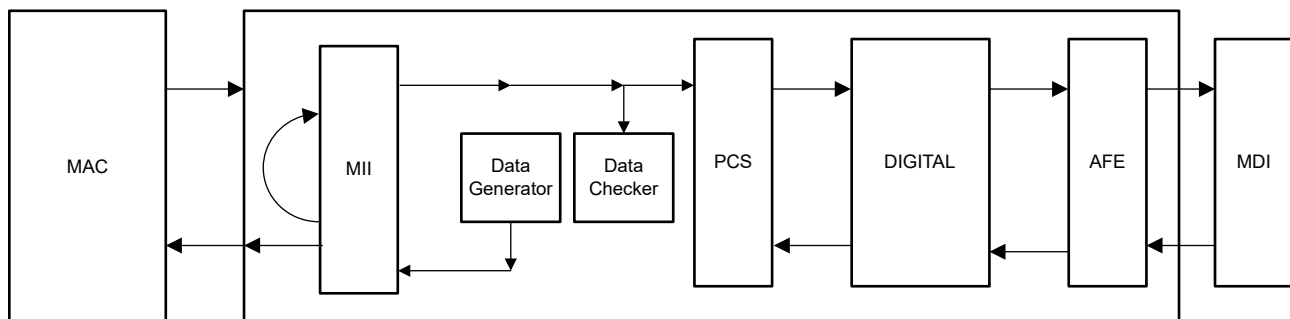 MAC
MII
Data
Generator
Data
Checker
PCS
DIGITAL
AFE
MDI